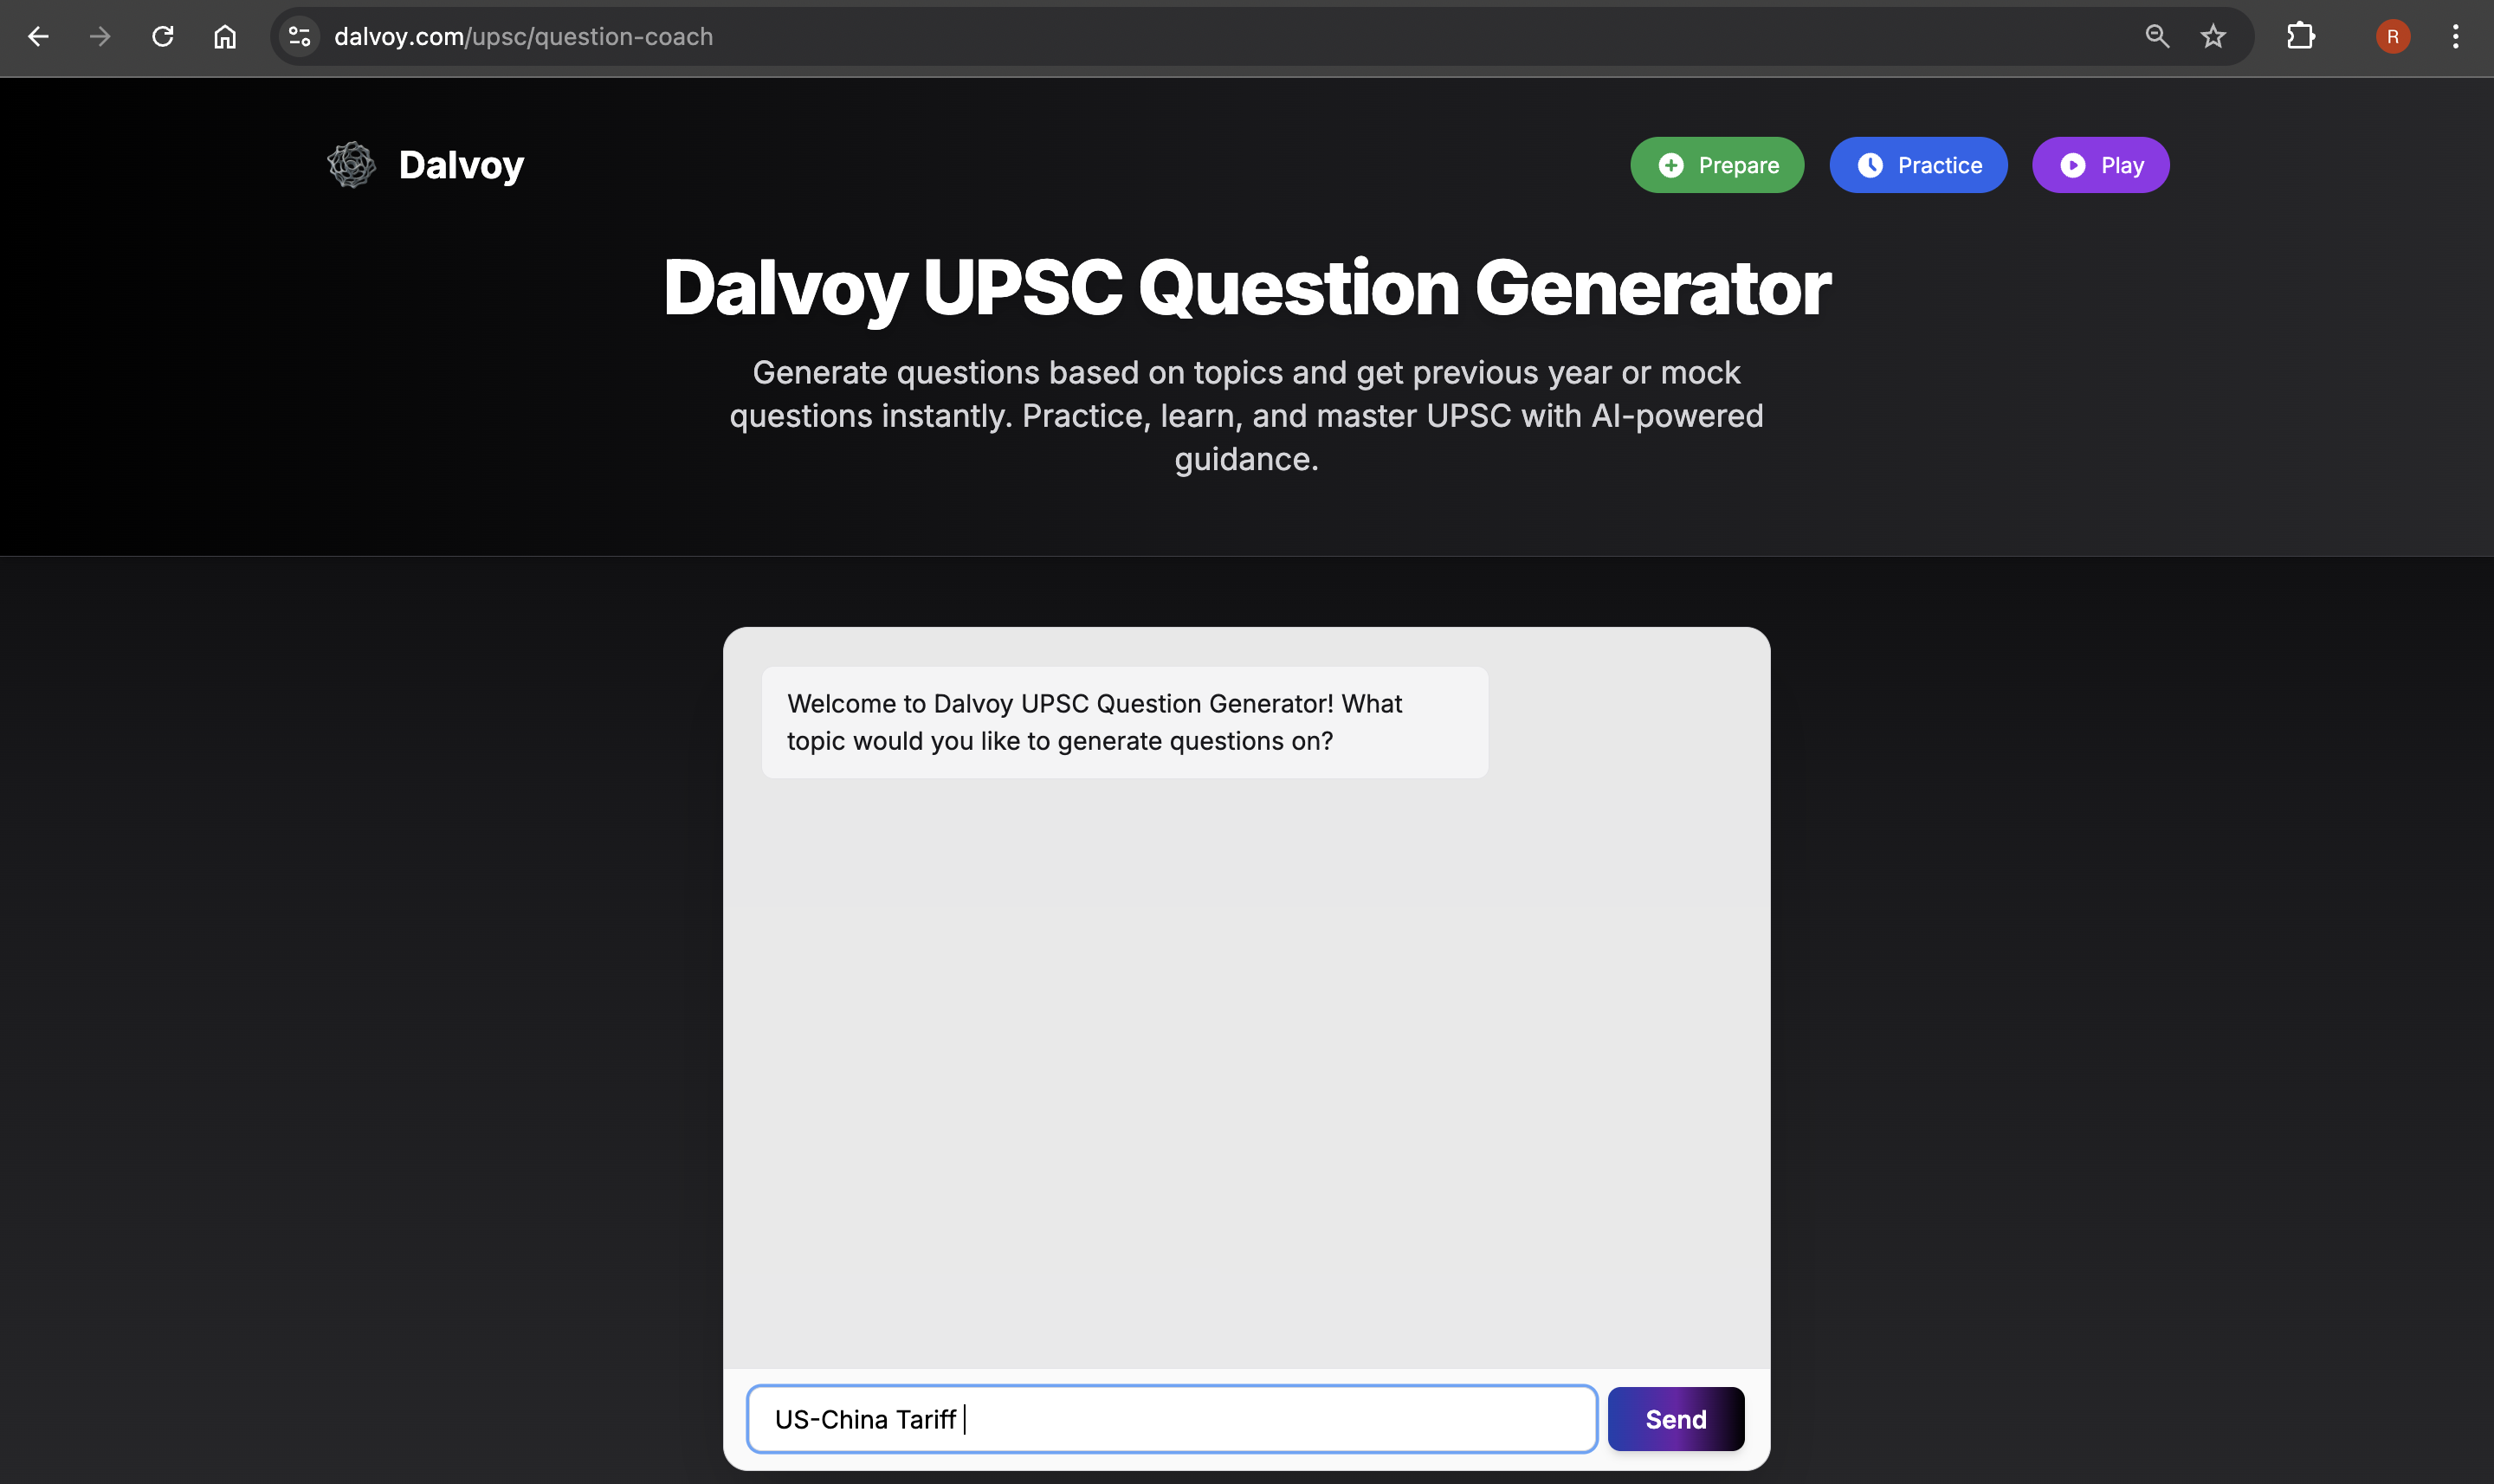 dalvoy.com/upsc/question-coach
R
Dalvoy
Prepare
Practice
Play
Dalvoy UPSC Question Generator
Generate questions based on topics and get previous year or mock
questions instantly. Practice, learn, and master UPSC with AI-powered
guidance.
Welcome to Dalvoy UPSC Question Generator! What
topic would you like to generate questions on?
US-China Tariff
Send